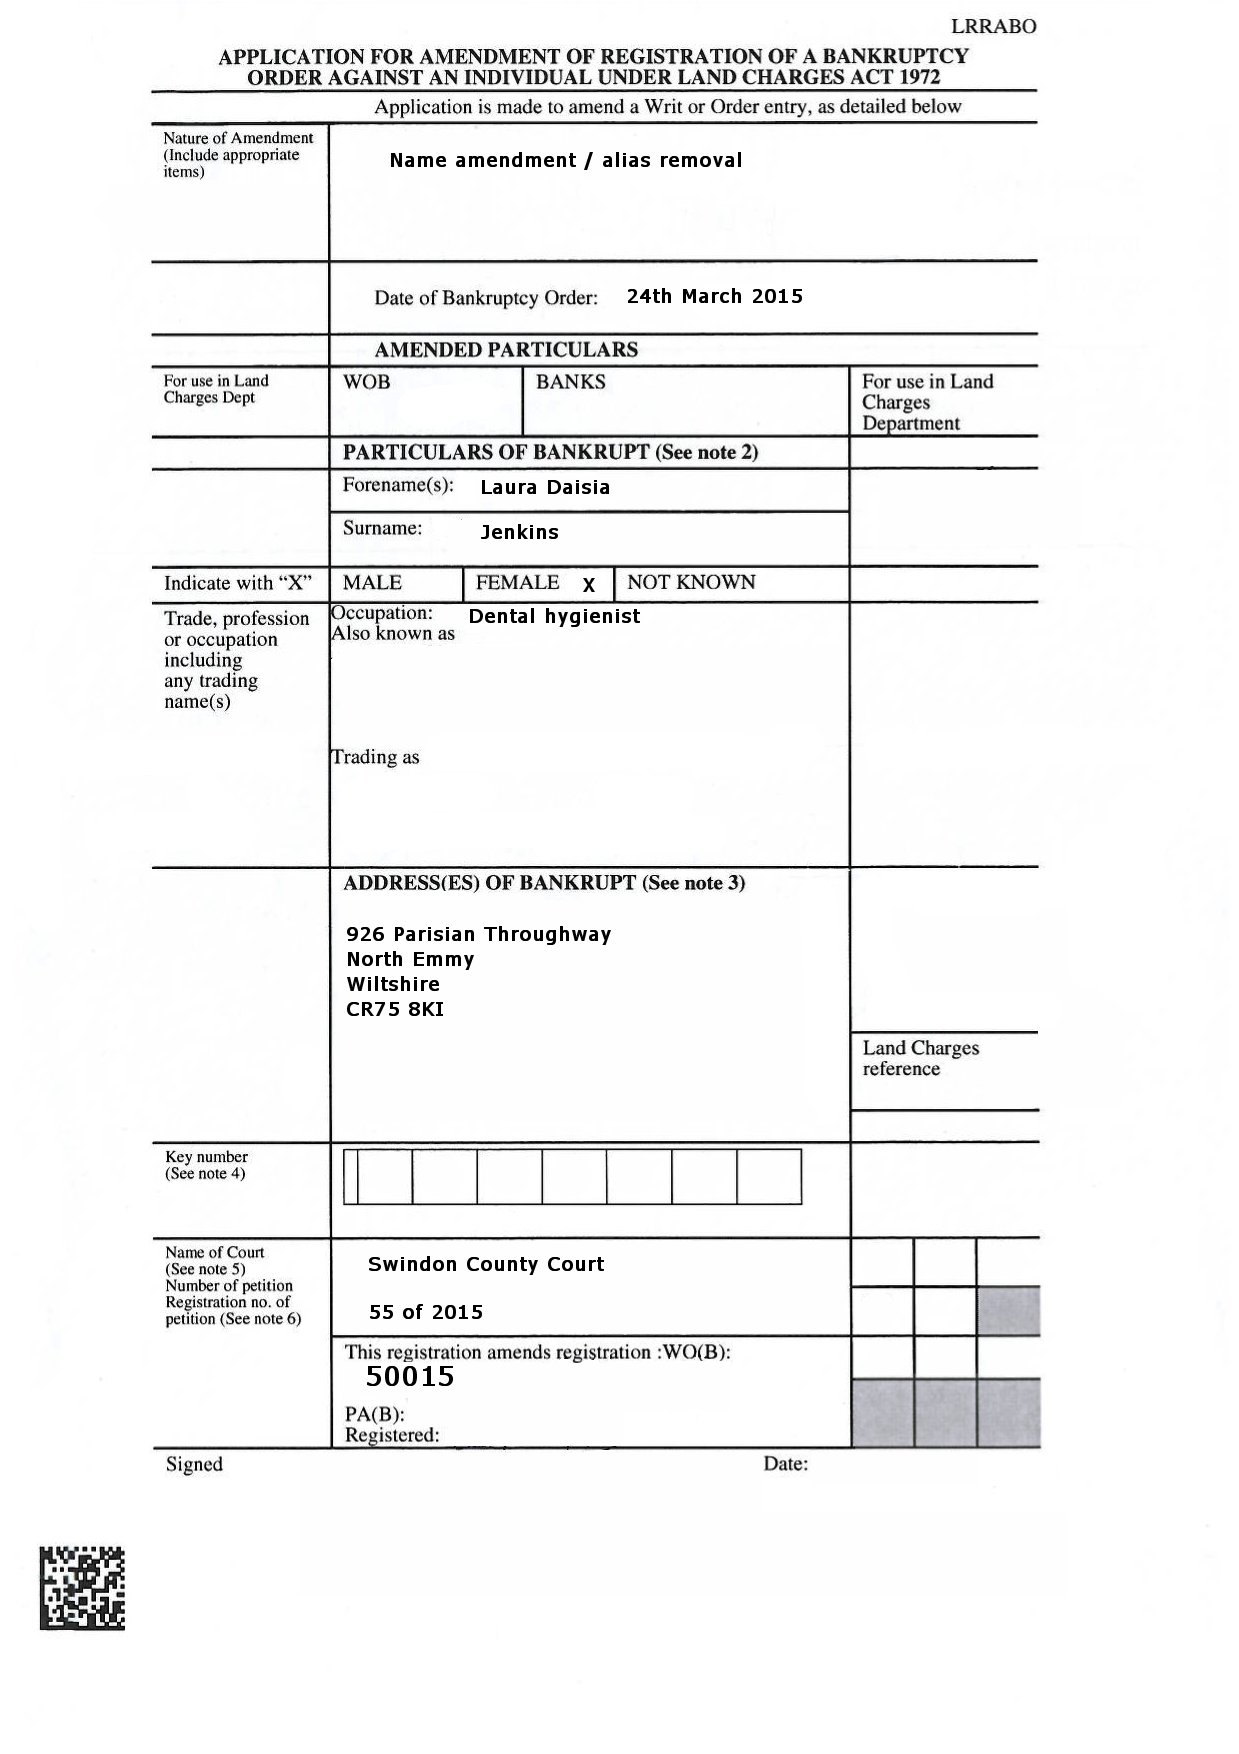 LRRABO
APPLICATION FOR AMENDMENT OF REGISTRATION OF A BANKRUPTCY
ORDER AGAINST AN INDIVIDUAL UNDER LAND CHARGES ACT 1972
Application is made to amend a Writ or Order entry, as detailed below
Nature of Amendment
(Include appropriate
items)
Name amendment / alias removal
Date of Bankruptcy Order: 24th March 2015
AMENDED PARTICULARS
For use in Land
Charges Dept
WOB
BANKS
For use in Land
Charges
Department
PARTICULARS OF BANKRUPT (See note 2)
Forename(s): Laura Daisia
Surname: Jenkins
Indicate with “X”
MALE
FEMALE X
NOT KNOWN
Trade, profession
or occupation
including
any trading
name(s)
Occupation: Dental hygienist
Also known as
Trading as
ADDRESS(ES) OF BANKRUPT (See note 3)
926 Parisian Throughway
North Emmy
Wiltshire
CR75 8KI
Land Charges
reference
Key number
(See note 4)
Name of Court
(See note 5)
Number of petition
Registration no. of
petition (See note 6)
Swindon County Court
55 of 2015
This registration amends registration :WO(B):
50015
PA(B):
Registered:
Signed
Date: